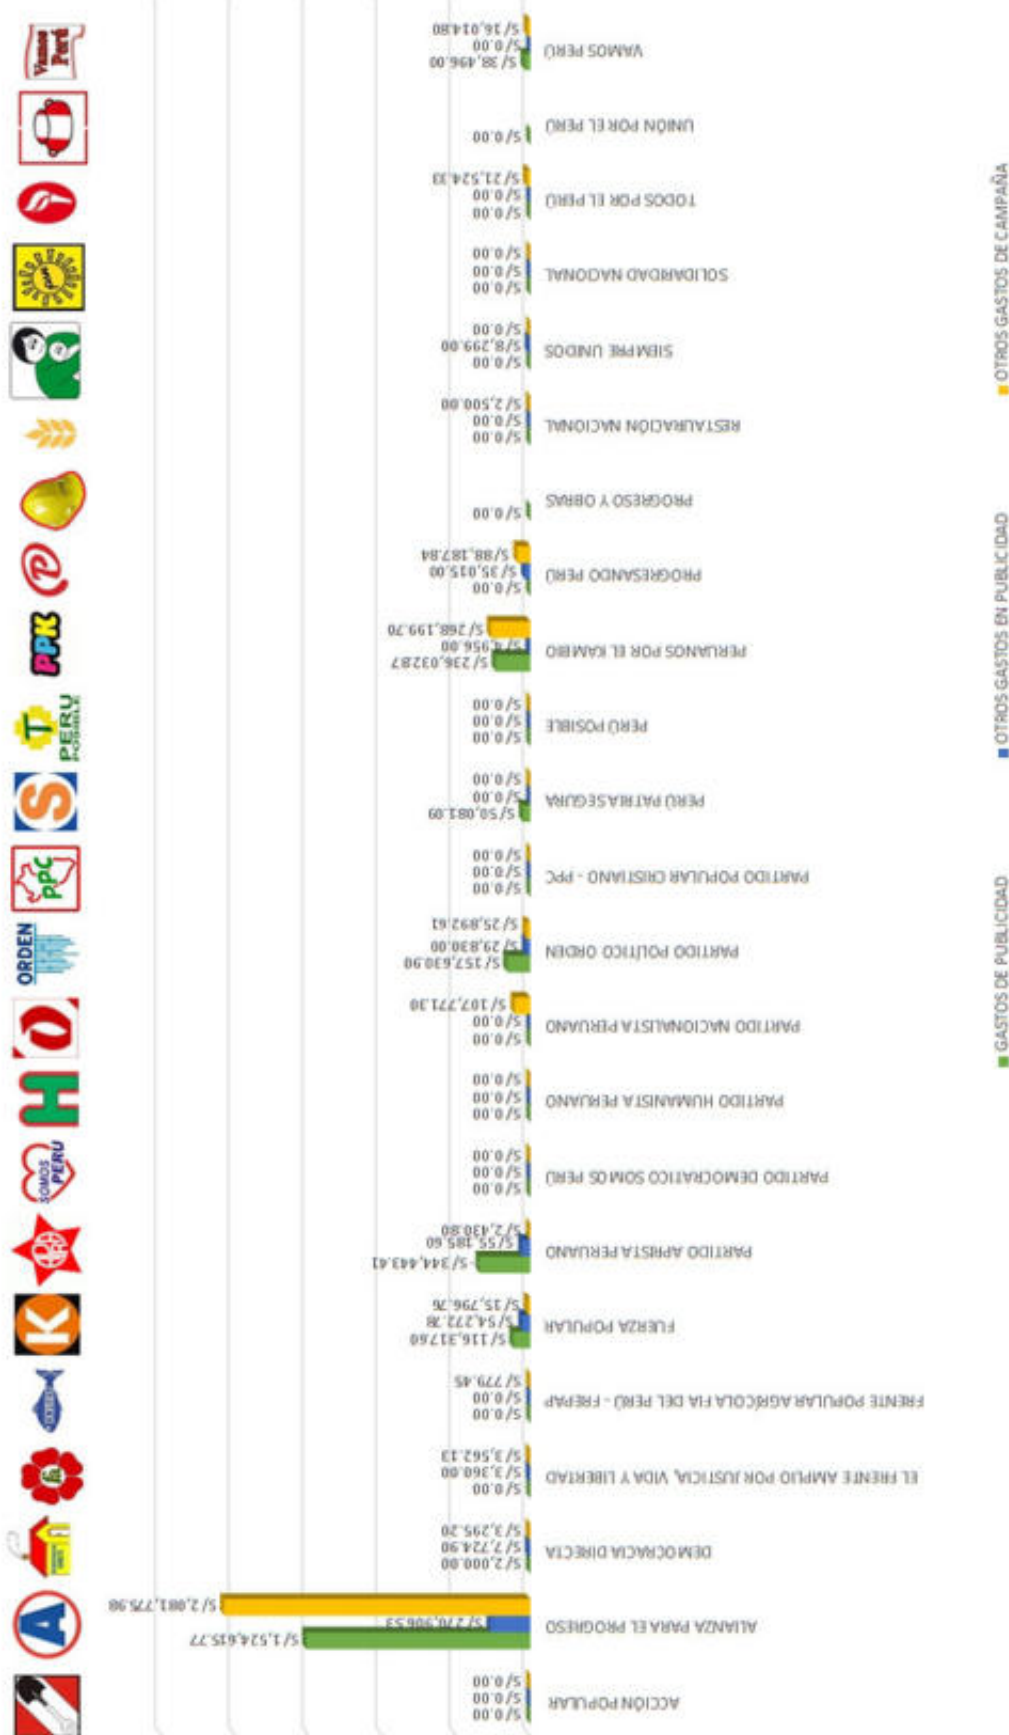 ACCIÓN POPULAR
S/ 0.00
S/ 0.00
S/ 0.00
ALIANZA PARA EL PROGRESO
S/ 1,524,615.77
S/ 270,906.53
S/ 2,081,775.98
A
DEMOCRACIA DIRECTA
S/ 2,000.00
S/ 7,724.90
S/ 3,295.20
EL FRENTE AMPLIO POR JUSTICIA, VIDA Y LIBERTAD
S/ 0.00
S/ 3,360.00
S/ 3,562.13
FRENTE POPULAR AGRÍCOLA FIA DEL PERÚ - FREPAP
S/ 0.00
S/ 0.00
S/ 779.45
FUERZA POPULAR
S/ 116,317.60
S/ 54,272.78
S/ 15,796.76
K
PARTIDO APRISTA PERUANO
S/ 344,443.41
S/ 55,185.60
S/ 2,430.80
PARTIDO DEMOCRATICO SOMOS PERÚ
S/ 0.00
S/ 0.00
S/ 0.00
SOMOS
PERU
PARTIDO HUMANISTA PERUANO
S/ 0.00
S/ 0.00
S/ 0.00
H
PARTIDO NACIONALISTA PERUANO
S/ 0.00
S/ 0.00
S/ 107,771.30
PARTIDO POLÍTICO ORDEN
S/ 157,630.90
S/ 29,830.00
S/ 25,892.61
ORDEN
PARTIDO POPULAR CRISTIANO - PPC
S/ 0.00
S/ 0.00
S/ 0.00
PPC
PERÚ PATRIA SEGURA
S/ 50,081.09
S/ 0.00
S/ 0.00
S
PERÚ POSIBLE
S/ 0.00
S/ 0.00
S/ 0.00
T
PERU
POSIBLE
PERUANOS POR EL KAMBIO
S/ 236,032.87
S/ 4,956.00
S/ 268,199.70
PPK
PROGRESANDO PERÚ
S/ 0.00
S/ 35,015.00
S/ 88,187.84
P
PROGRESO Y OBRAS
S/ 0.00
RESTAURACIÓN NACIONAL
S/ 0.00
S/ 0.00
S/ 2,500.00
SIEMPRE UNIDOS
S/ 0.00
S/ 8,299.00
S/ 0.00
SOLIDARIDAD NACIONAL
S/ 0.00
S/ 0.00
S/ 0.00
TODOS POR EL PERÚ
S/ 0.00
S/ 0.00
S/ 21,524.33
UNIÓN POR EL PERÚ
S/ 0.00
VAMOS PERÚ
S/ 38,496.00
S/ 0.00
S/ 16,014.80
Vamos
Perú
GASTOS DE PUBLICIDAD
OTROS GASTOS EN PUBLICIDAD
OTROS GASTOS DE CAMPAÑA